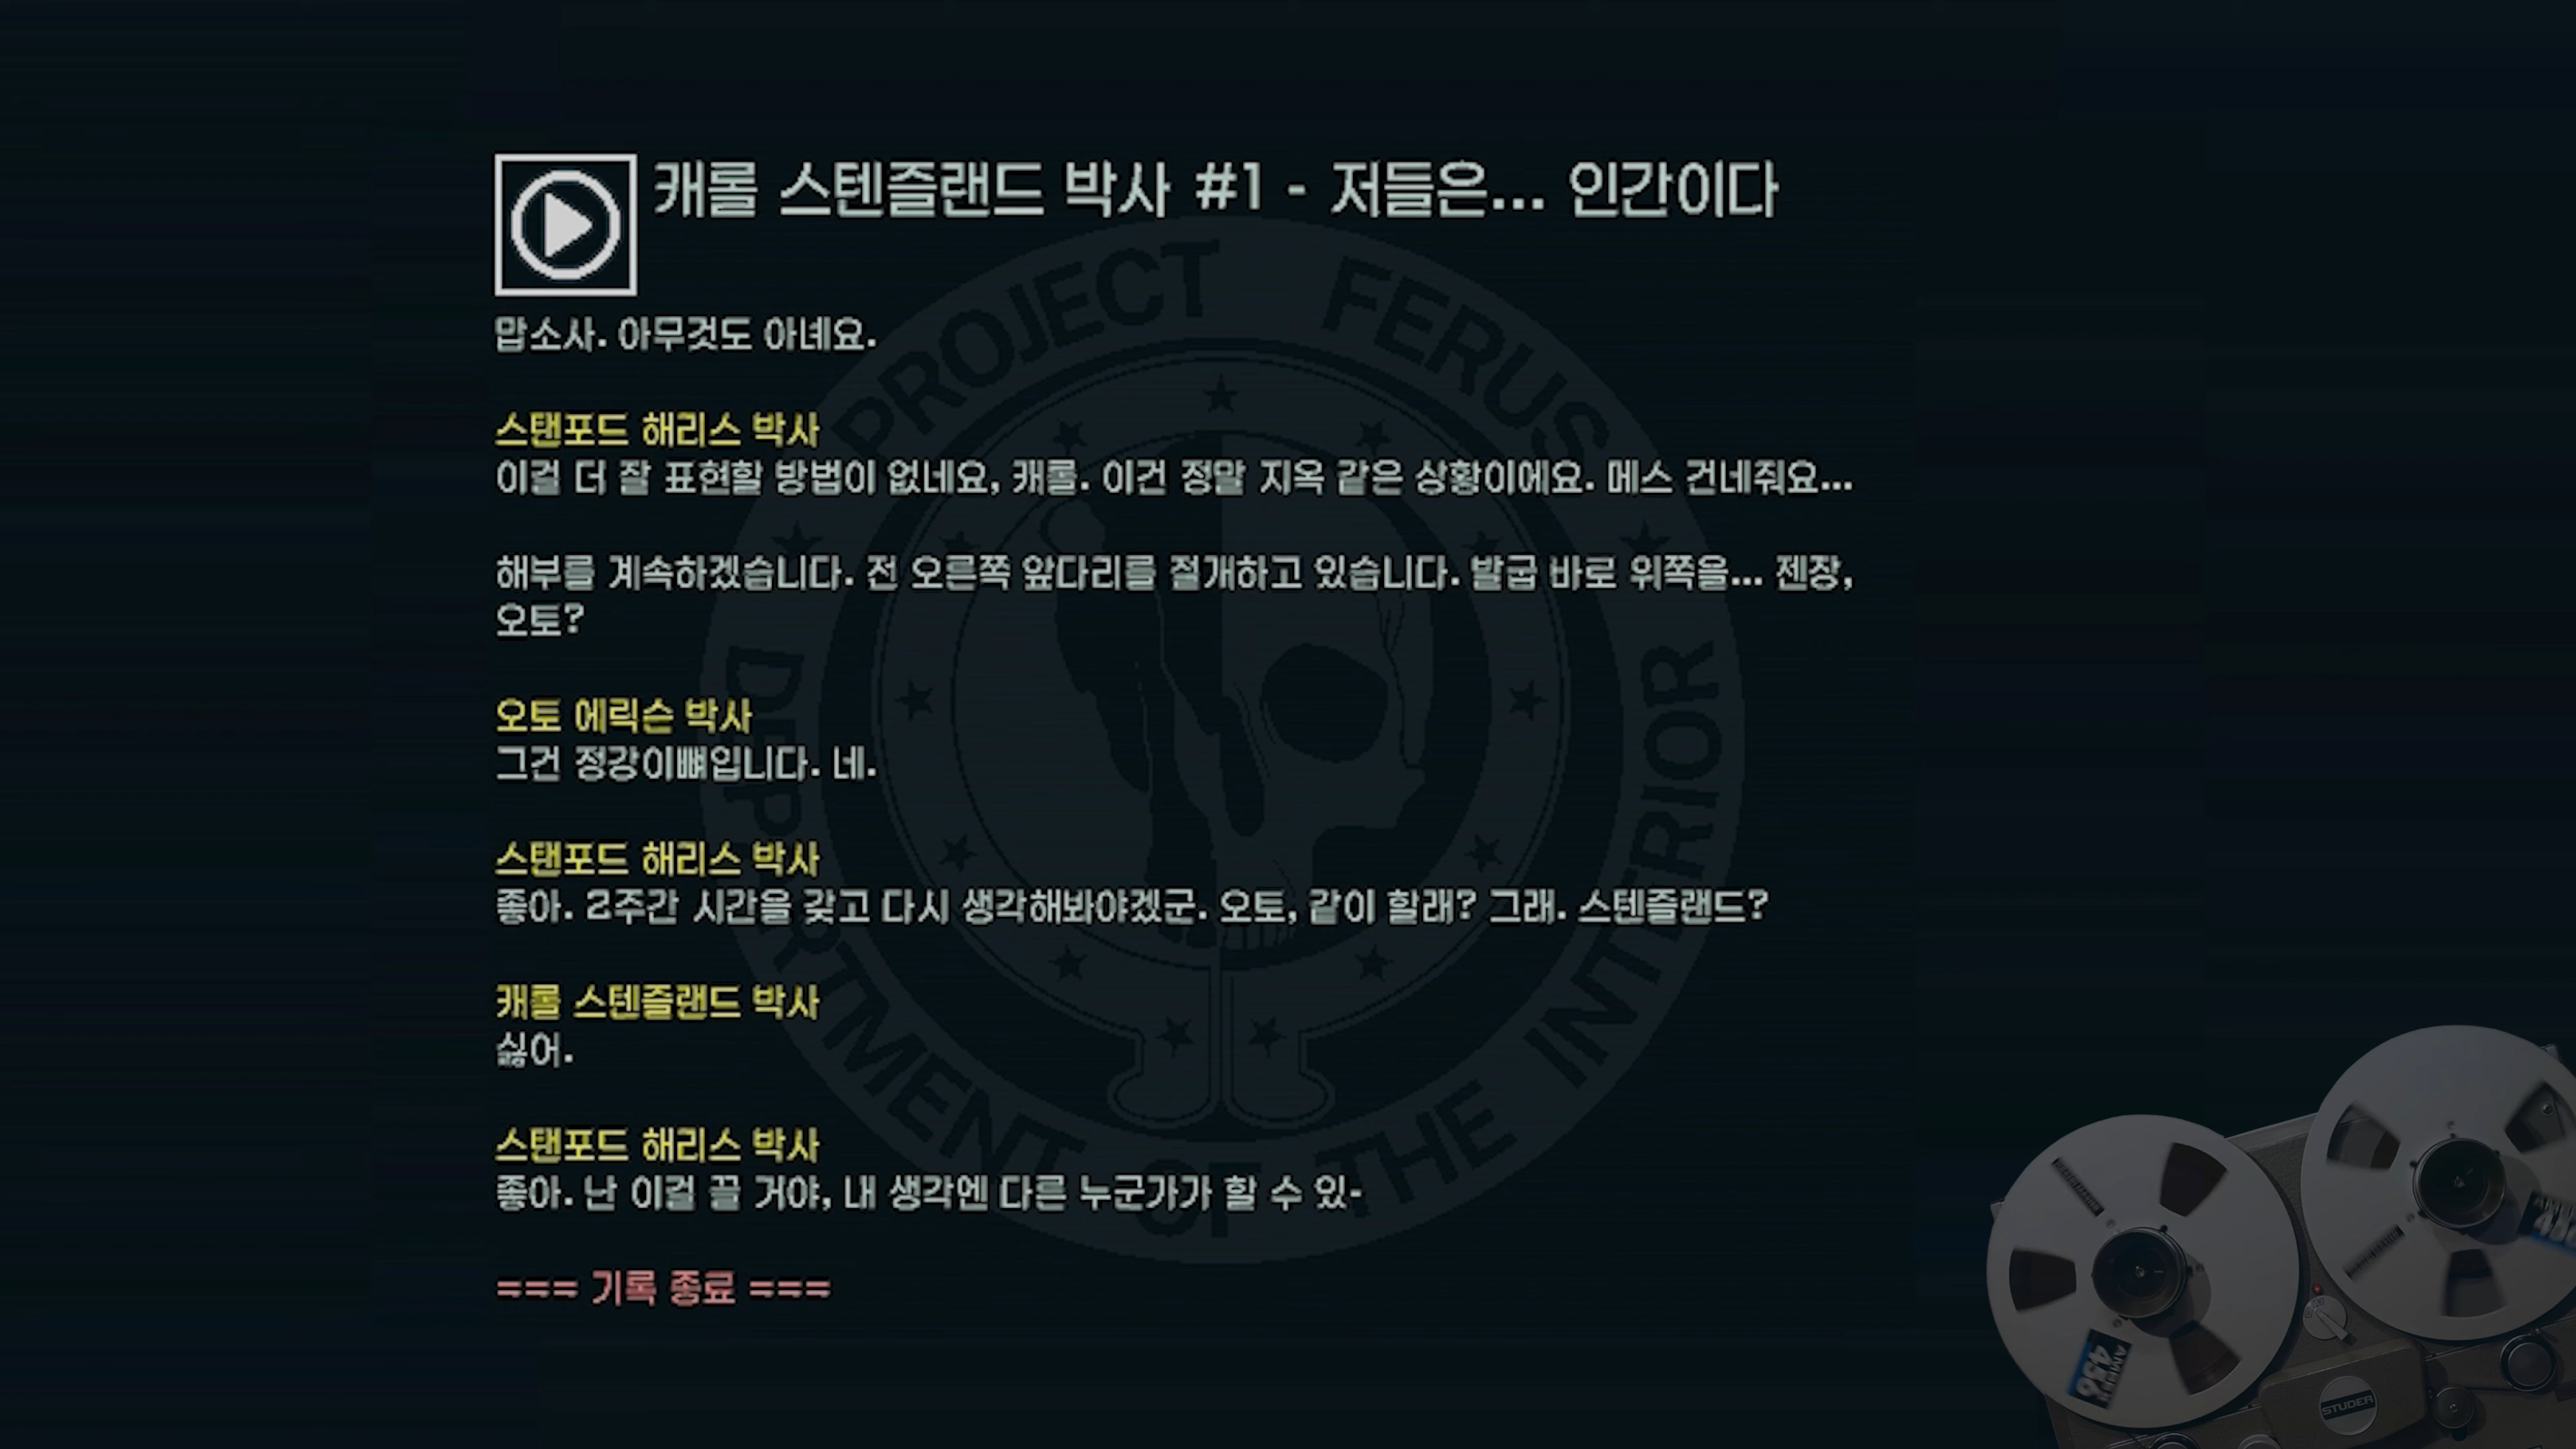 캐롤 스텐즐랜드 박사 #1 - 저들은... 인간이다
맙소사. 아무것도 아녜요.
스탠포드 해리스 박사
이걸 더 잘 표현할 방법이 없네요, 캐롤. 이건 정말 지옥 같은 상황이에요. 메스 건네줘요...
해부를 계속하겠습니다. 전 오른쪽 앞다리를 절개하고 있습니다. 발굽 바로 위쪽을... 젠장,
오토?
오토 에릭슨 박사
그건 정강이뼈입니다. 네.
스탠포드 해리스 박사
좋아. 2주간 시간을 갖고 다시 생각해봐야겠군. 오토, 같이 할래? 그래. 스텐즐랜드?
캐롤 스텐즐랜드 박사
싫어.
스탠포드 해리스 박사
좋아. 난 이걸 끌 거야, 내 생각엔 다른 누군가가 할 수 있-
=== 기록 종료 ===
PROJECT FERUS
DEPARTMENT OF THE INTERIOR
AMPEX
456
STUDER